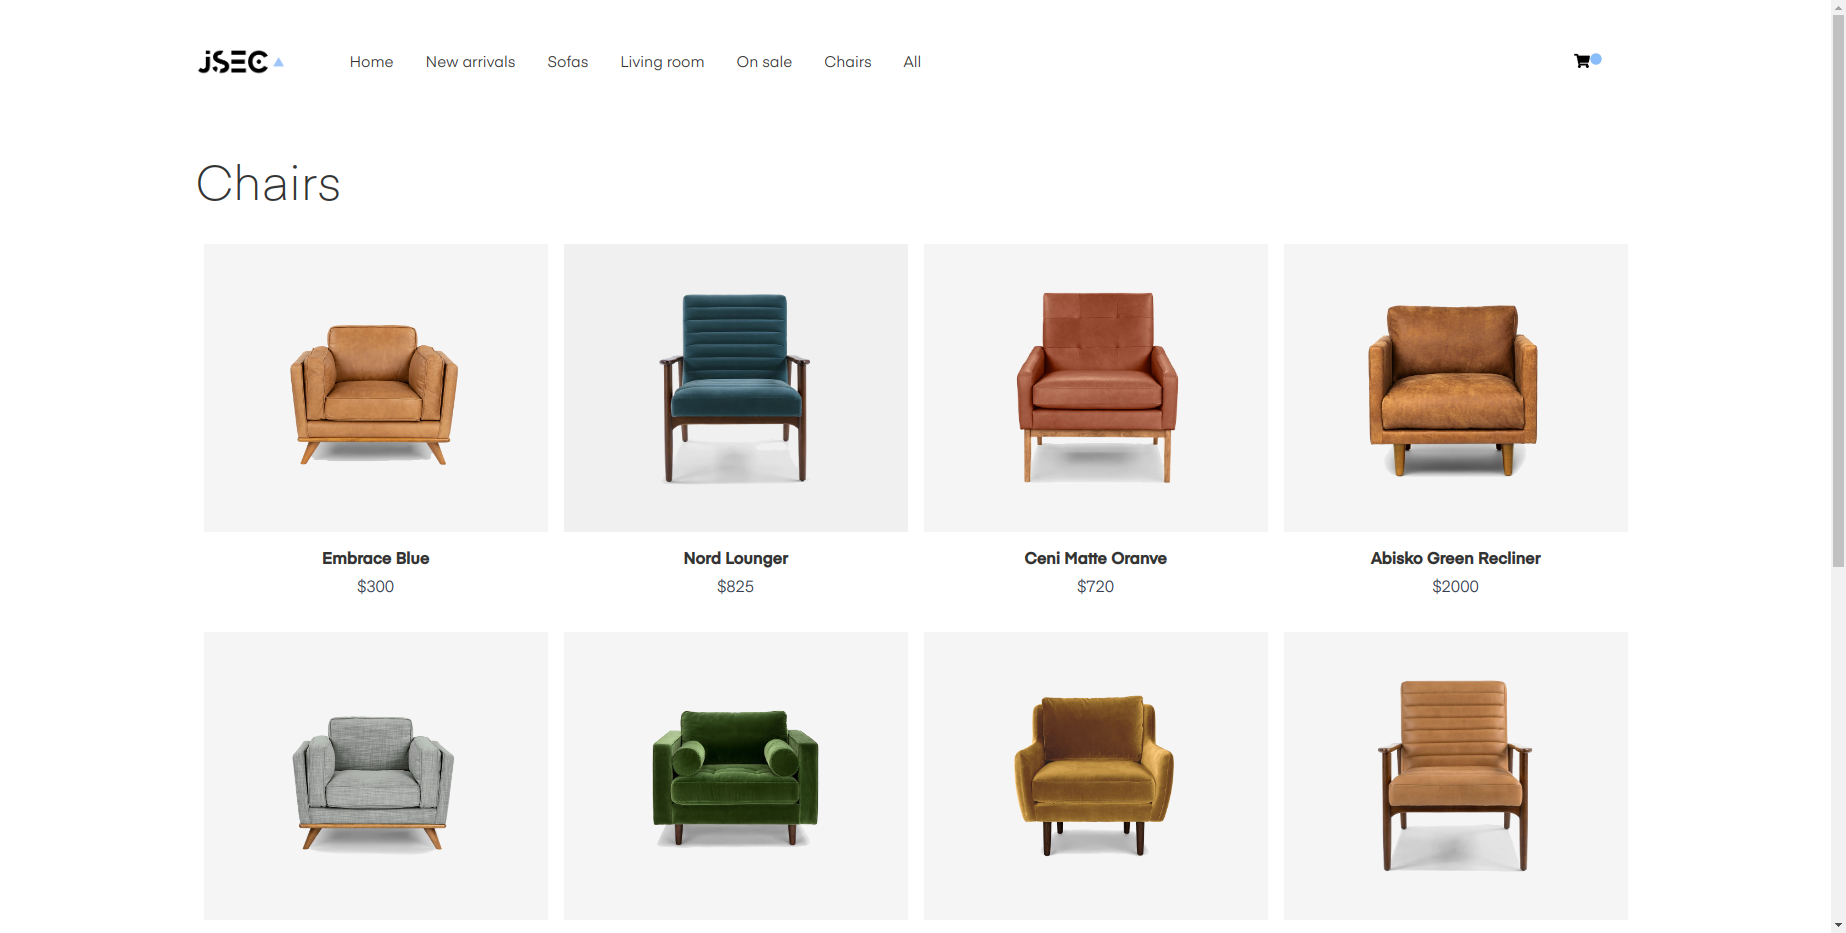 JSEC
Home New arrivals Sofas Living room On sale Chairs All
Chairs
Embrace Blue
$300
Nord Lounger
$825
Ceni Matte Oranve
$720
Abisko Green Recliner
$2000